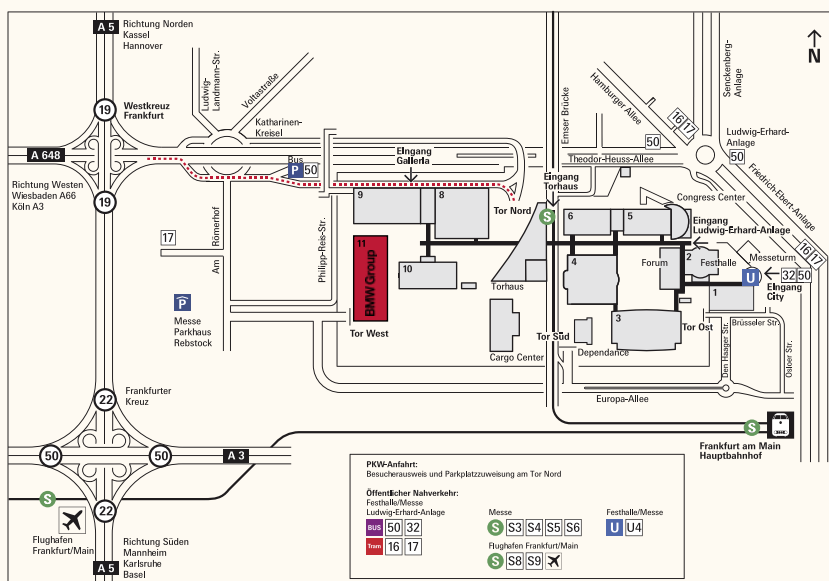 A 5
Richtung Norden
Kassel
Hannover
19
Westkreuz
Frankfurt
A 648
Richtung Westen
Wiesbaden A66
Köln A3
19
Ludwig-
Landmann-Str.
Voltastraße
Katharinen-
Kreisel
Bus
P 50
Eingang
Galleria
Emser Brücke
Hamburger Allee
16 17
50
Senckenberg-
Anlage
N
Ludwig-Erhard-
Anlage
50
Theodor-Heuss-Allee
Friedrich-Ebert-Anlage
16 17
Eingang
Torhaus
Congress Center
Tor Nord
S
Eingang
Ludwig-Erhard-Anlage
Messeturm
32 50
Eingang
City
U
9
8
6
5
11
BMW Group
10
4
Forum
2
Festhalle
1
3
Torhaus
17
Am Römerhof
Philipp-Reis-Str.
P
Messe
Parkhaus
Rebstock
Tor West
Cargo Center
Tor Süd
Dependance
Tor Ost
Brüsseler Str.
Den Haager Str.
Osloer Str.
Europa-Allee
22
Frankfurter
Kreuz
50
50
A 3
22
S
Flughafen
Frankfurt/Main
A 5
Richtung Süden
Mannheim
Karlsruhe
Basel
S
Frankfurt am Main
Hauptbahnhof
PKW-Anfahrt:
Besucherausweis und Parkplatzzuweisung am Tor Nord
Öffentlicher Nahverkehr:
Festhalle/Messe
Ludwig-Erhard-Anlage
BUS 50 32
Tram 16 17
Messe
S S3 S4 S5 S6
Flughafen Frankfurt/Main
S S8 S9
Festhalle/Messe
U U4